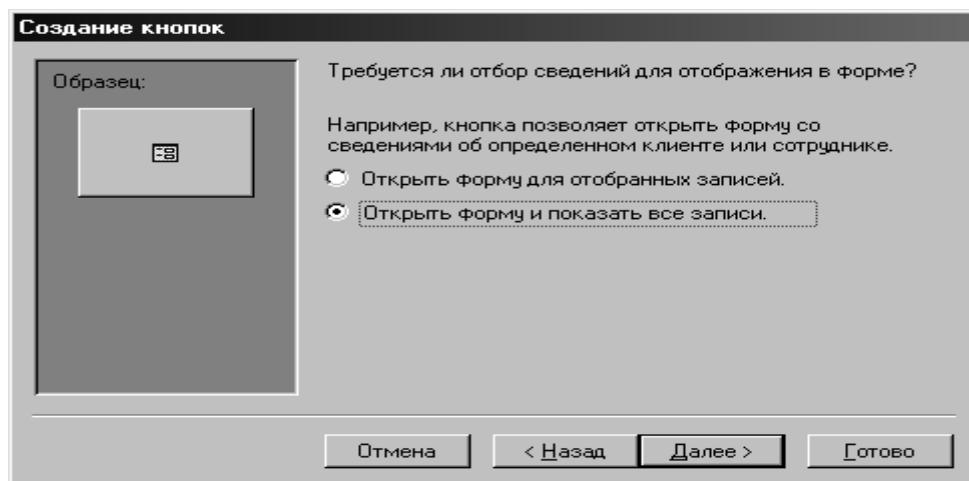 Создание кнопок
Образец:
Требуется ли отбор сведений для отображения в форме?
Например, кнопка позволяет открыть форму со
сведениями об определенном клиенте или сотруднике.
Открыть форму для отобранных записей.
Открыть форму и показать все записи.
Отмена
< Назад
Далее >
Готово